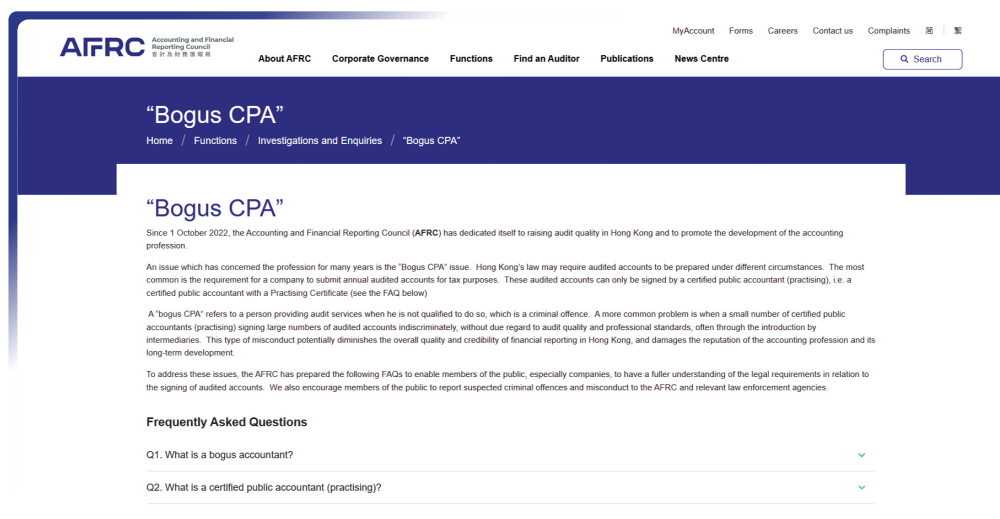 MyAccount Forms Careers Contact us Complaints 简 | 繁
AFRC Accounting and Financial
Reporting Council
會計及財務匯報局
About AFRC Corporate Governance Functions Find an Auditor Publications News Centre
Search
“Bogus CPA”
Home / Functions / Investigations and Enquiries / “Bogus CPA”
“Bogus CPA”
Since 1 October 2022, the Accounting and Financial Reporting Council (AFRC) has dedicated itself to raising audit quality in Hong Kong and to promote the development of the accounting
profession.
An issue which has concerned the profession for many years is the "Bogus CPA" issue. Hong Kong's law may require audited accounts to be prepared under different circumstances. The most
common is the requirement for a company to submit annual audited accounts for tax purposes. These audited accounts can only be signed by a certified public accountant (practising), i.e. a
certified public accountant with a Practising Certificate (see the FAQ below)
A "bogus CPA" refers to a person providing audit services when he is not qualified to do so, which is a criminal offence. A more common problem is when a small number of certified public
accountants (practising) signing large numbers of audited accounts indiscriminately, without due regard to audit quality and professional standards, often through the introduction by
intermediaries. This type of misconduct potentially diminishes the overall quality and credibility of financial reporting in Hong Kong, and damages the reputation of the accounting profession and its
long-term development.
To address these issues, the AFRC has prepared the following FAQs to enable members of the public, especially companies, to have a fuller understanding of the legal requirements in relation to
the signing of audited accounts. We also encourage members of the public to report suspected criminal offences and misconduct to the AFRC and relevant law enforcement agencies.
Frequently Asked Questions
Q1. What is a bogus accountant?
Q2. What is a certified public accountant (practising)?